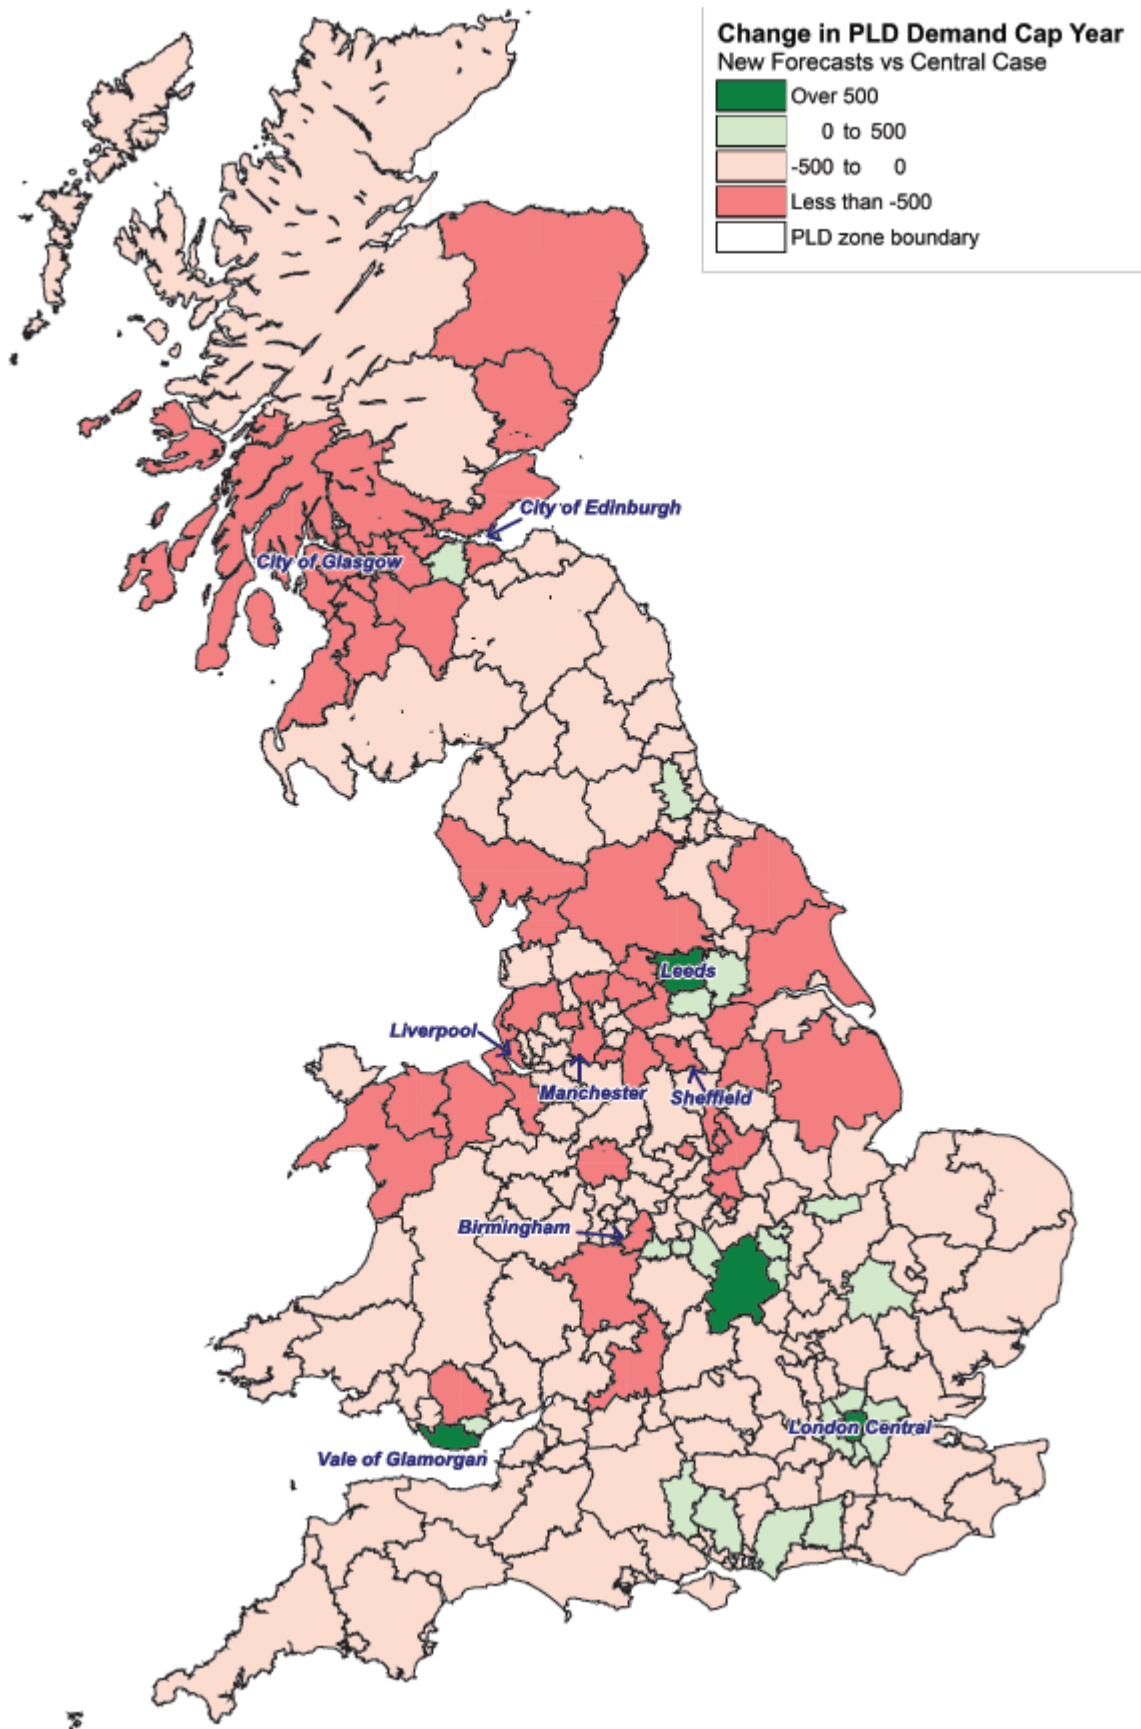 Change in PLD Demand Cap Year
New Forecasts vs Central Case
Over 500
0 to 500
-500 to 0
Less than -500
PLD zone boundary
City of Edinburgh
City of Glasgow
Leeds
Liverpool
Manchester
Sheffield
Birmingham
London Central
Vale of Glamorgan